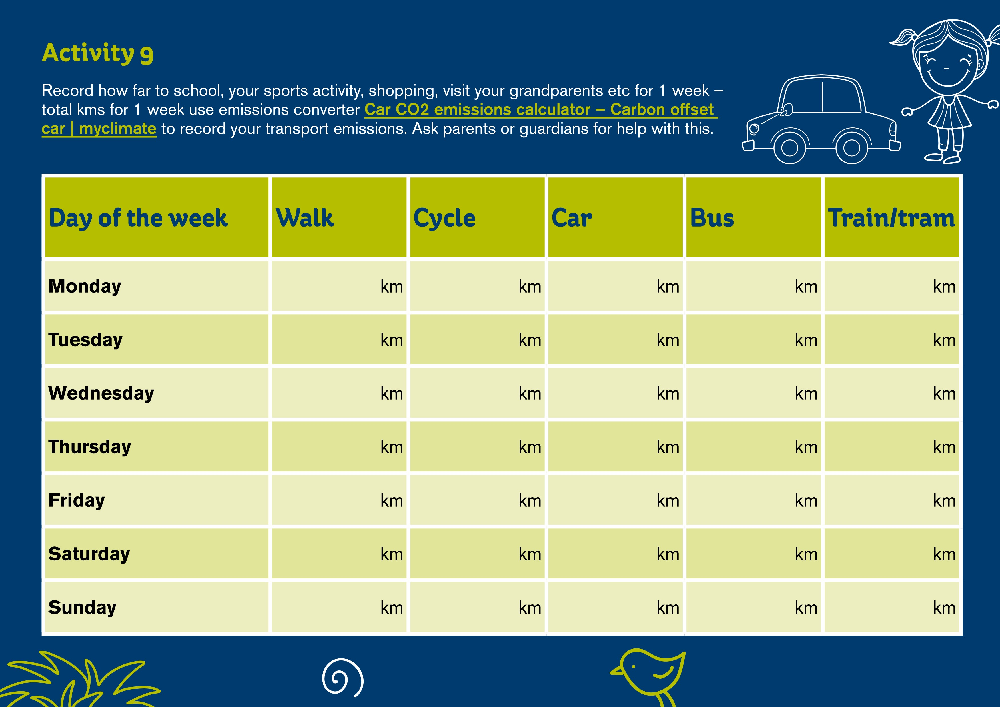 Activity 9
Record how far to school, your sports activity, shopping, visit your grandparents etc for 1 week –
total kms for 1 week use emissions converter Car CO2 emissions calculator – Carbon offset
car | myclimate to record your transport emissions. Ask parents or guardians for help with this.
Day of the week Walk Cycle Car Bus Train/tram
Monday km km km km km
Tuesday km km km km km
Wednesday km km km km km
Thursday km km km km km
Friday km km km km km
Saturday km km km km km
Sunday km km km km km